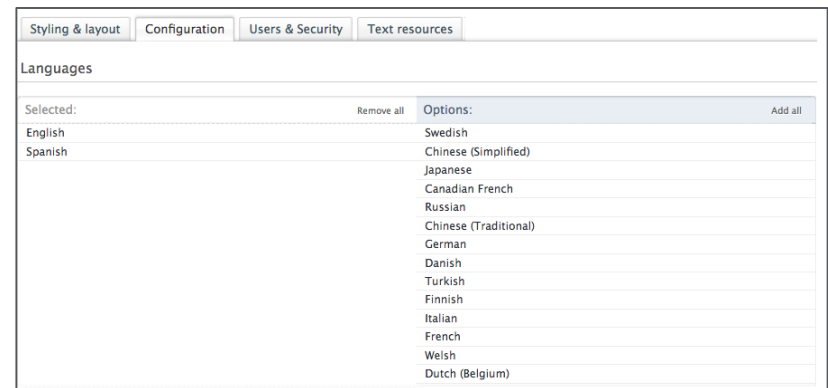 Styling & layout Configuration Users & Security Text resources
Languages
Selected: Remove all Options: Add all
English Swedish
Spanish Chinese (Simplified)
Japanese
Canadian French
Russian
Chinese (Traditional)
German
Danish
Turkish
Finnish
Italian
French
Welsh
Dutch (Belgium)